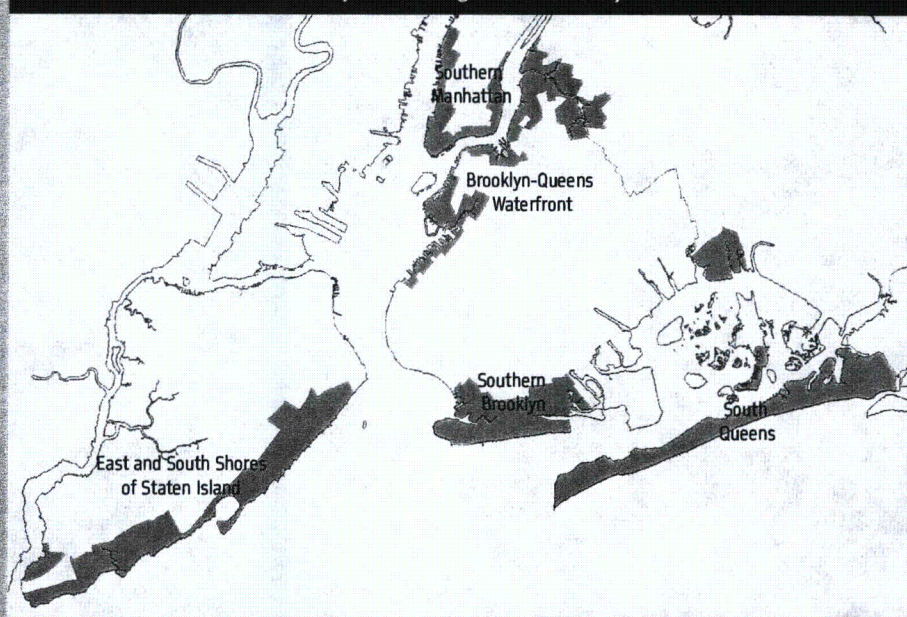 Southern
Manhattan
Brooklyn-Queens
Waterfront
Southern
Brooklyn
South
Queens
East and South Shores
of Staten Island